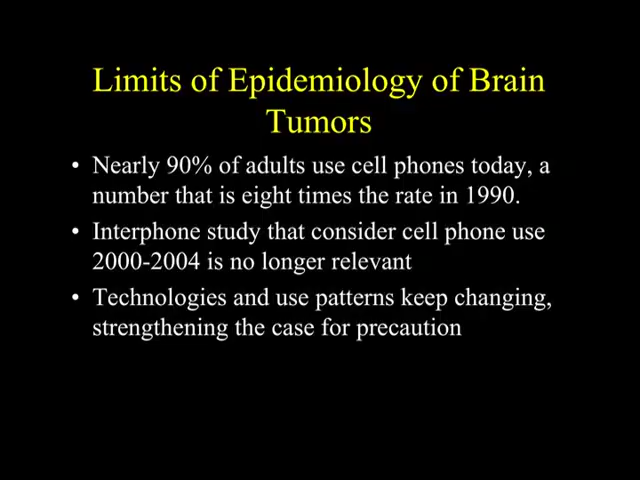 Limits of Epidemiology of Brain
Tumors
• Nearly 90% of adults use cell phones today, a
number that is eight times the rate in 1990.
• Interphone study that consider cell phone use
2000-2004 is no longer relevant
• Technologies and use patterns keep changing,
strengthening the case for precaution